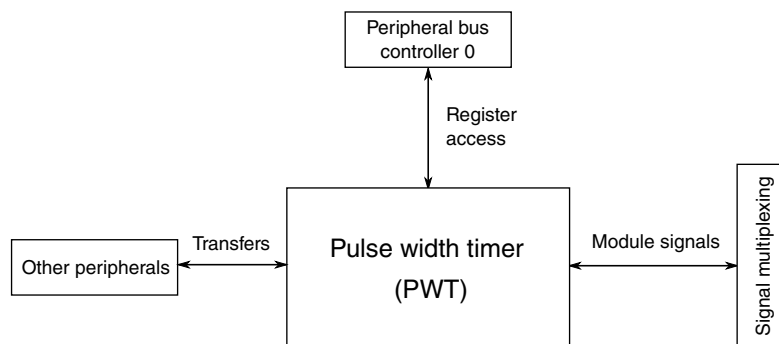 Peripheral bus
controller 0
Register
access
Transfers
Other peripherals
Pulse width timer
(PWT)
Module signals
Signal multiplexing